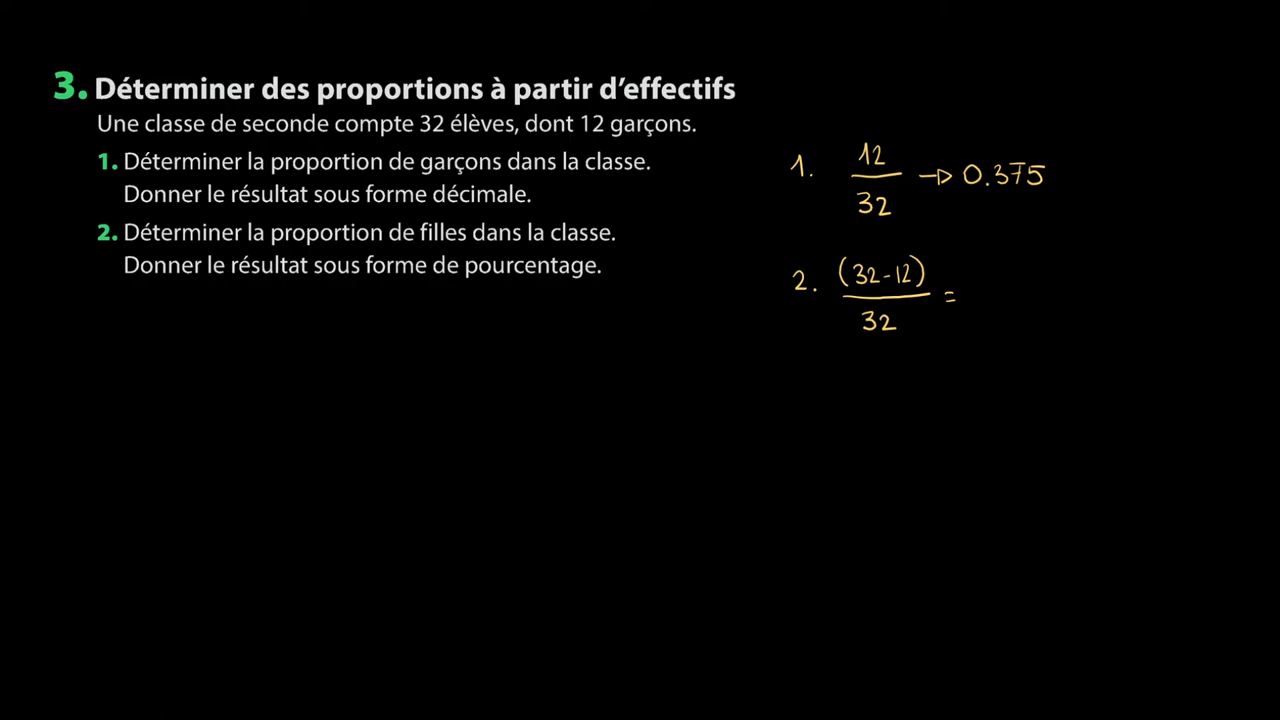 3. Déterminer des proportions à partir d'effectifs
Une classe de seconde compte 32 élèves, dont 12 garçons.
1. Déterminer la proportion de garçons dans la classe.
Donner le résultat sous forme décimale.
2. Déterminer la proportion de filles dans la classe.
Donner le résultat sous forme de pourcentage.
1. 12/32 → 0.375
2. (32-12)/32 =